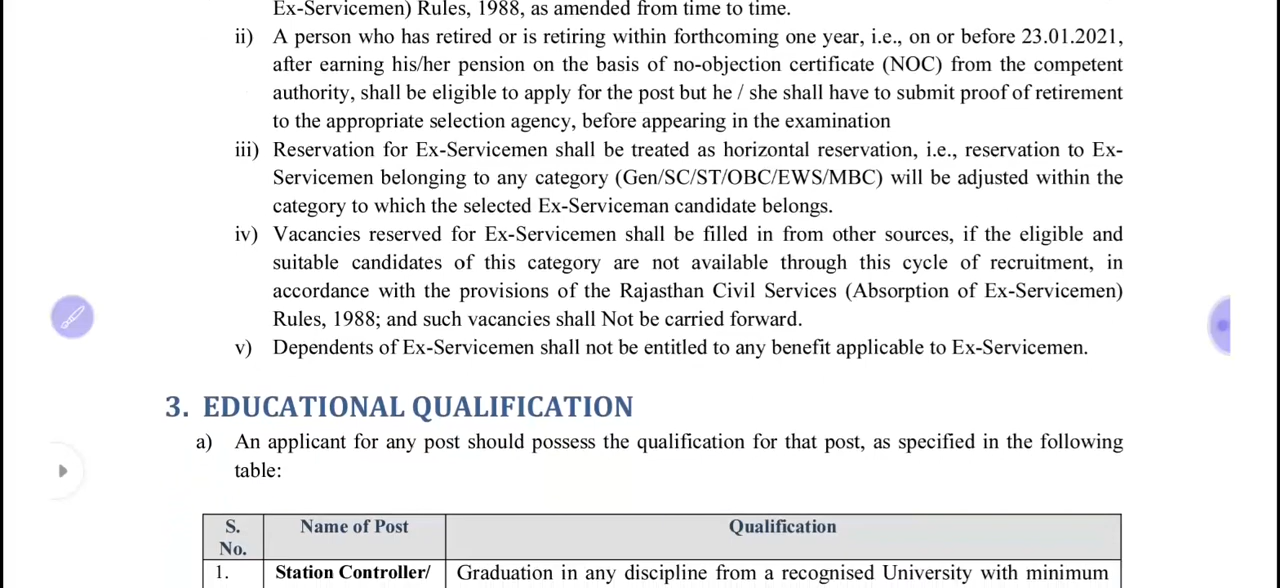 Ex-Servicemen) Rules, 1988, as amended from time to time.
ii) A person who has retired or is retiring within forthcoming one year, i.e., on or before 23.01.2021,
after earning his/her pension on the basis of no-objection certificate (NOC) from the competent
authority, shall be eligible to apply for the post but he / she shall have to submit proof of retirement
to the appropriate selection agency, before appearing in the examination
iii) Reservation for Ex-Servicemen shall be treated as horizontal reservation, i.e., reservation to Ex-
Servicemen belonging to any category (Gen/SC/ST/OBC/EWS/MBC) will be adjusted within the
category to which the selected Ex-Serviceman candidate belongs.
iv) Vacancies reserved for Ex-Servicemen shall be filled in from other sources, if the eligible and
suitable candidates of this category are not available through this cycle of recruitment, in
accordance with the provisions of the Rajasthan Civil Services (Absorption of Ex-Servicemen)
Rules, 1988; and such vacancies shall Not be carried forward.
v) Dependents of Ex-Servicemen shall not be entitled to any benefit applicable to Ex-Servicemen.
3. EDUCATIONAL QUALIFICATION
a) An applicant for any post should possess the qualification for that post, as specified in the following
table:
S. No. Name of Post Qualification
1. Station Controller/ Graduation in any discipline from a recognised University with minimum